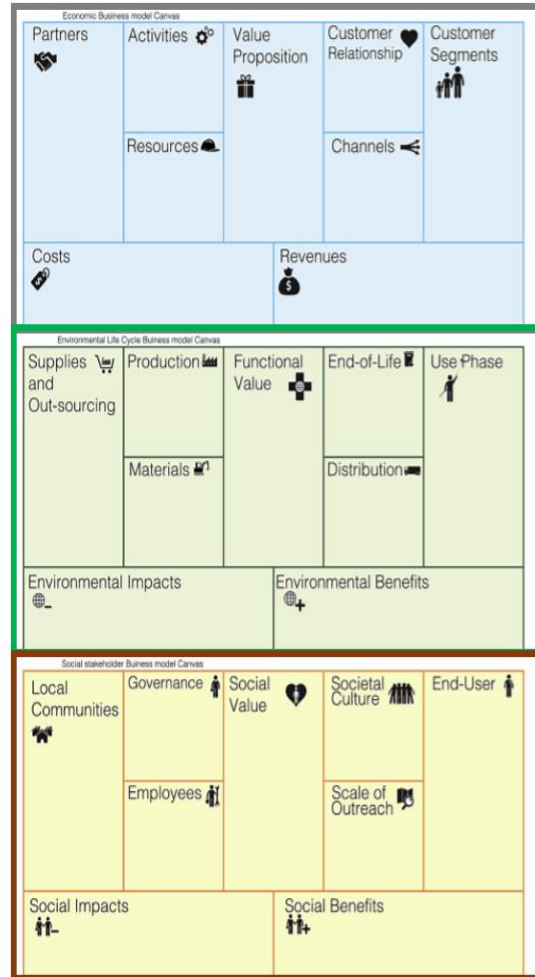 Economic Business model Canvas
Partners
Activities
Value
Proposition
Customer
Relationship
Customer
Segments
Resources
Channels
Costs
Revenues
Environmental Life Cycle Buiness model Canvas
Supplies
and
Out-sourcing
Production
Functional
Value
End-of-Life
Use Phase
Materials
Distribution
Environmental Impacts
Environmental Benefits
Social stakeholder Buiness model Canvas
Local
Communities
Governance
Social
Value
Societal
Culture
End-User
Employees
Scale of
Outreach
Social Impacts
Social Benefits